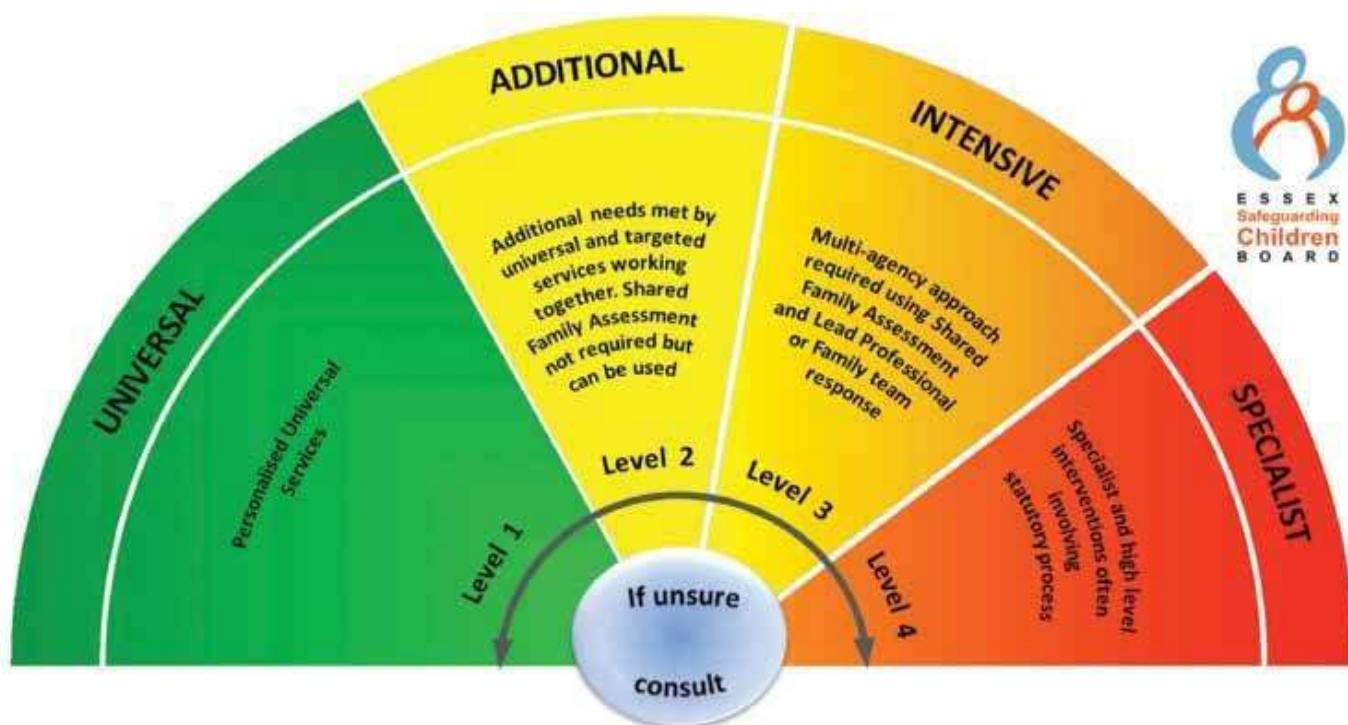 UNIVERSAL
Personalised Universal
Services
Level 1
ADDITIONAL
Additional needs met by
universal and targeted
services working
together. Shared
Family Assessment
not required but
can be used
Level 2
INTENSIVE
Multi-agency approach
required using Shared
Family Assessment
and Lead Professional
or Family team
response
Level 3
SPECIALIST
Specialist and high level
interventions often
involving
statutory process
Level 4
If unsure
consult
ESSEX
Safeguarding
Children
BOARD